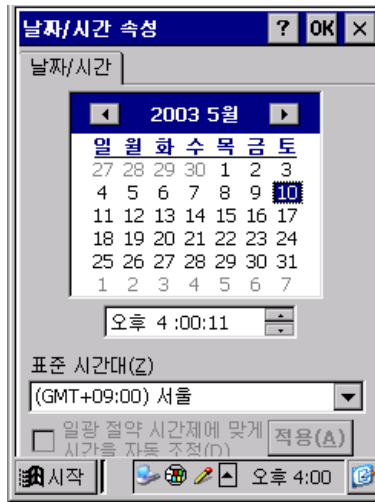 날짜/시간 속성 ? OK ×
날짜/시간
2003 5월
일 월 화 수 목 금 토
27 28 29 30 1 2 3
4 5 6 7 8 9 10
11 12 13 14 15 16 17
18 19 20 21 22 23 24
25 26 27 28 29 30 31
1 2 3 4 5 6 7
오후 4 :00:11
표준 시간대(Z)
(GMT+09:00) 서울
일광 절약 시간제에 맞게
시간을 자동 조정(D)
적용(A)
시작
오후 4:00